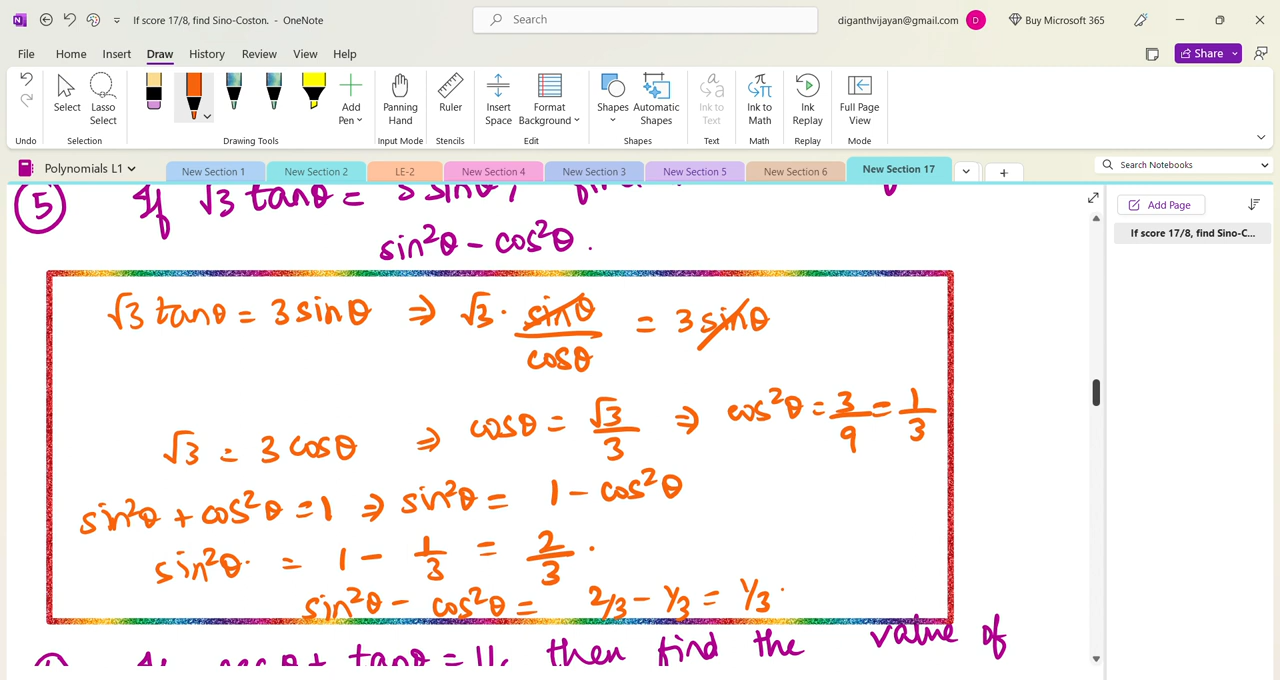 If score 17/8, find Sino-Coston. - OneNote
Search
diganthvijayan@gmail.com D Buy Microsoft 365
File Home Insert Draw History Review View Help
Share
Undo
Select Lasso Select
Selection
Drawing Tools
Add Pen
Panning Hand
Input Mode
Ruler
Stencils
Insert Space Format Background
Edit
Shapes Automatic Shapes
Shapes
Ink to Text
Text
Ink to Math
Math
Ink Replay
Replay
Full Page View
Mode
Polynomials L1 New Section 1 New Section 2 LE-2 New Section 4 New Section 3 New Section 5 New Section 6 New Section 17 +
Search Notebooks
Add Page
If score 17/8, find Sino-C...
5 If √3 tanθ = sinθ,
sin²θ - cos²θ.
√3 tanθ = 3 sinθ ⇒ √3 · sinθ/cosθ = 3 sinθ
√3 = 3 cosθ ⇒ cosθ = √3/3 ⇒ cos²θ = 3/9 = 1/3
sin²θ + cos²θ = 1 ⇒ sin²θ = 1 - cos²θ
sin²θ. = 1 - 1/3 = 2/3.
sin²θ - cos²θ = 2/3 - 1/3 = 1/3.
θ + tanθ = then find the value of